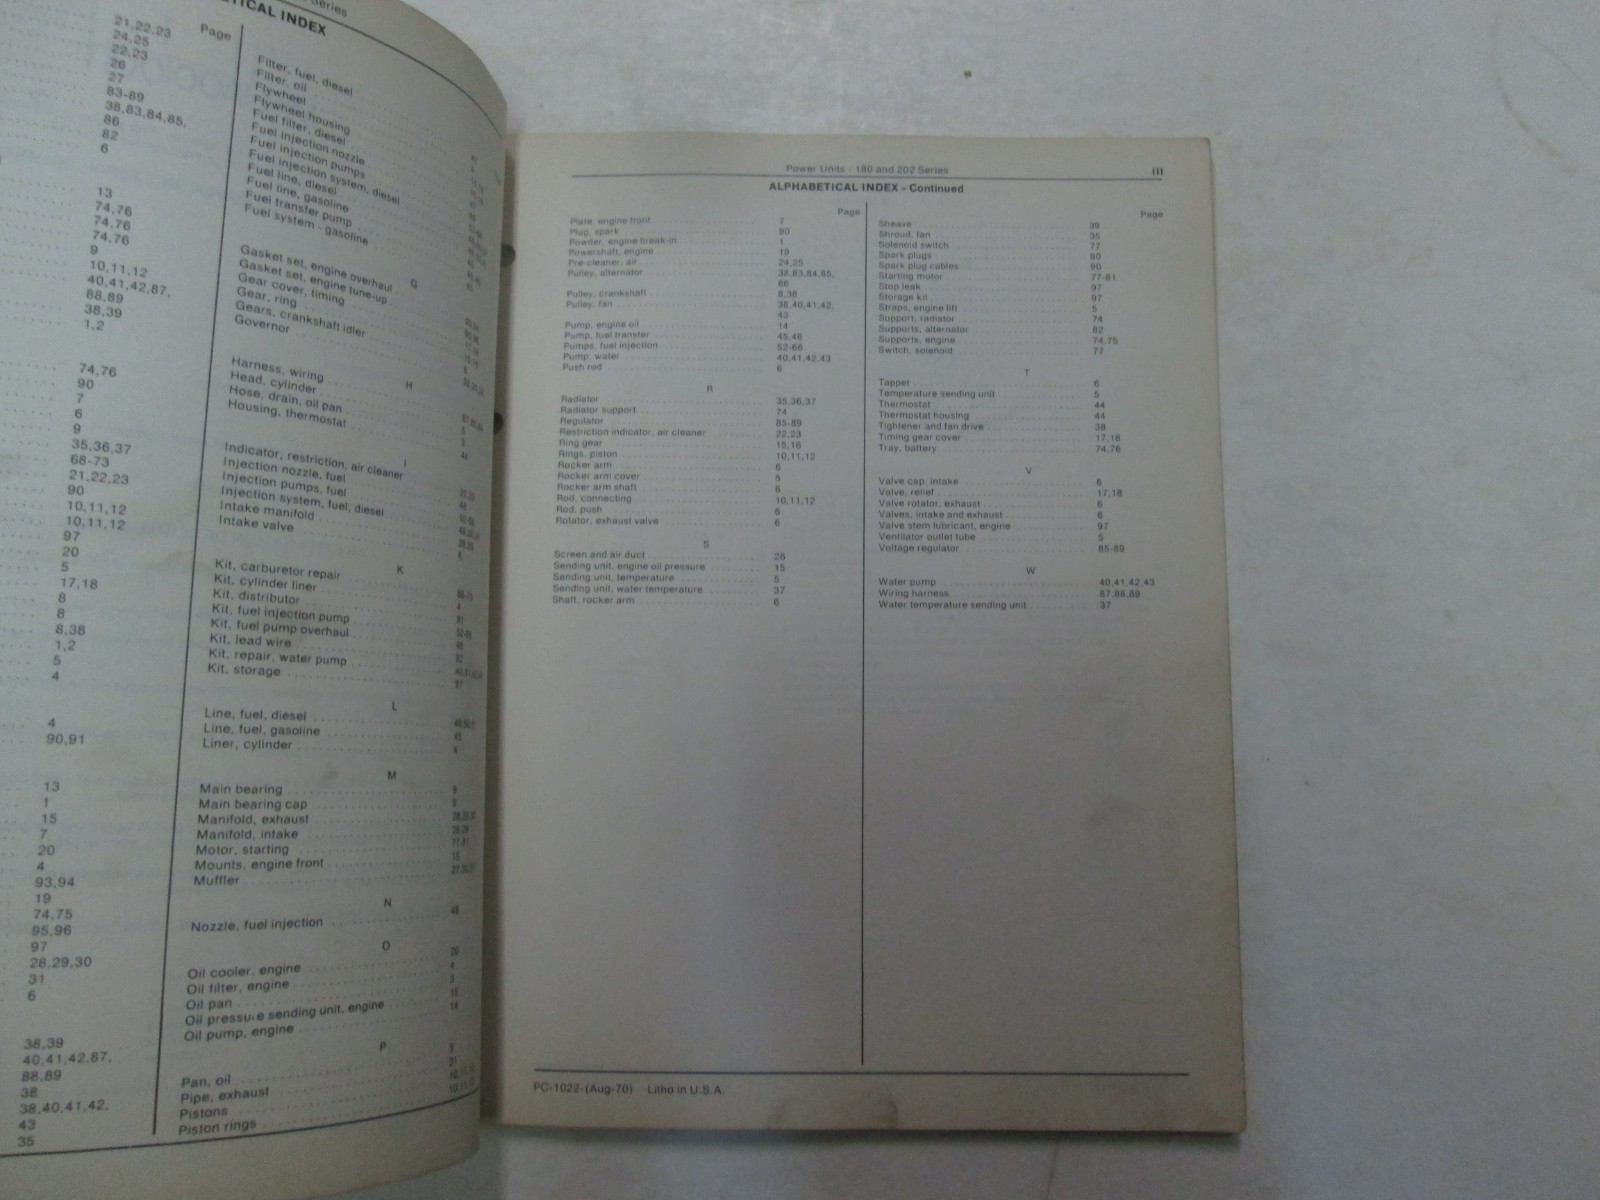 Series
ETICAL INDEX
Page
21,22,23
24,25
22,23
26
27
83-89
38,83,84,85,
86
82
6
13
74,76
74,76
74,76
9
10,11,12
40,41,42,87,
88,89
38,39
1,2
74,76
90
7
6
9
35,36,37
68-73
21,22,23
90
10,11,12
10,11,12
97
20
5
17,18
8
8
8,38
1,2
5
4
4
90,91
13
1
15
7
20
4
93,94
19
74,75
95,96
97
28,29,30
31
6
38,39
40,41,42,87,
88,89
38
38,40,41,42,
43
35
Filter, fuel, diesel
Filter, oil
Flywheel
Flywheel housing
Fuel filter, diesel
Fuel injection nozzle
Fuel injection pumps
Fuel injection system, diesel
Fuel line, diesel
Fuel line, gasoline
Fuel transfer pump
Fuel system - gasoline
G
Gasket set, engine overhaul
Gasket set, engine tune-up
Gear cover, timing
Gear, ring
Gears, crankshaft idler
Governor
H
Harness, wiring
Head, cylinder
Hose, drain, oil pan
Housing, thermostat 44
I
Indicator, restriction, air cleaner
Injection nozzle, fuel
Injection pumps, fuel
Injection system, fuel, diesel
Intake manifold
Intake valve 6
K
Kit, carburetor repair
Kit, cylinder liner 4
Kit, distributor 91
Kit, fuel injection pump
Kit, fuel pump overhaul
Kit, lead wire
Kit, repair, water pump
Kit, storage 97
L
Line, fuel, diesel
Line, fuel, gasoline
Liner, cylinder 4
M
Main bearing 9
Main bearing cap 9
Manifold, exhaust
Manifold, intake
Motor, starting 77-81
Mounts, engine front
Muffler
N
Nozzle, fuel injection 48
O
Oil cooler, engine 20
Oil filter, engine 4
Oil pan 3
Oil pressure sending unit, engine 15
Oil pump, engine 14
P
Pan, oil 3
Pipe, exhaust 31
Pistons 10,11,12
Piston rings 10,11,12
Power Units - 180 and 202 Series III
ALPHABETICAL INDEX - Continued
Page
Plate, engine front 7
Plug, spark 90
Powder, engine break-in 1
Powershaft, engine 19
Pre-cleaner, air 24,25
Pulley, alternator 38,83,84,85,
86
Pulley, crankshaft 8,38
Pulley, fan 38,40,41,42,
43
Pump, engine oil 14
Pump, fuel transfer 45,46
Pumps, fuel injection 52-66
Pump, water 40,41,42,43
Push rod 6
R
Radiator 35,36,37
Radiator support 74
Regulator 85-89
Restriction indicator, air cleaner 22,23
Ring gear 15,16
Rings, piston 10,11,12
Rocker arm 6
Rocker arm cover 5
Rocker arm shaft 6
Rod, connecting 10,11,12
Rod, push 6
Rotator, exhaust valve 6
S
Screen and air duct 26
Sending unit, engine oil pressure 15
Sending unit, temperature 5
Sending unit, water temperature 37
Shaft, rocker arm 6
Page
Sheave 39
Shroud, fan 35
Solenoid switch 77
Spark plugs 90
Spark plug cables 90
Starting motor 77-81
Stop leak 97
Storage kit 97
Straps, engine lift 5
Support, radiator 74
Supports, alternator 82
Supports, engine 74,75
Switch, solenoid 77
T
Tappet 6
Temperature sending unit 5
Thermostat 44
Thermostat housing 44
Tightener and fan drive 38
Timing gear cover 17,18
Tray, battery 74,76
V
Valve cap, intake 6
Valve, relief 17,18
Valve rotator, exhaust 6
Valves, intake and exhaust 6
Valve stem lubricant, engine 97
Ventilator outlet tube 5
Voltage regulator 85-89
W
Water pump 40,41,42,43
Wiring harness 87,88,89
Water temperature sending unit 37
PC-1022-(Aug-70) Litho in U.S.A.